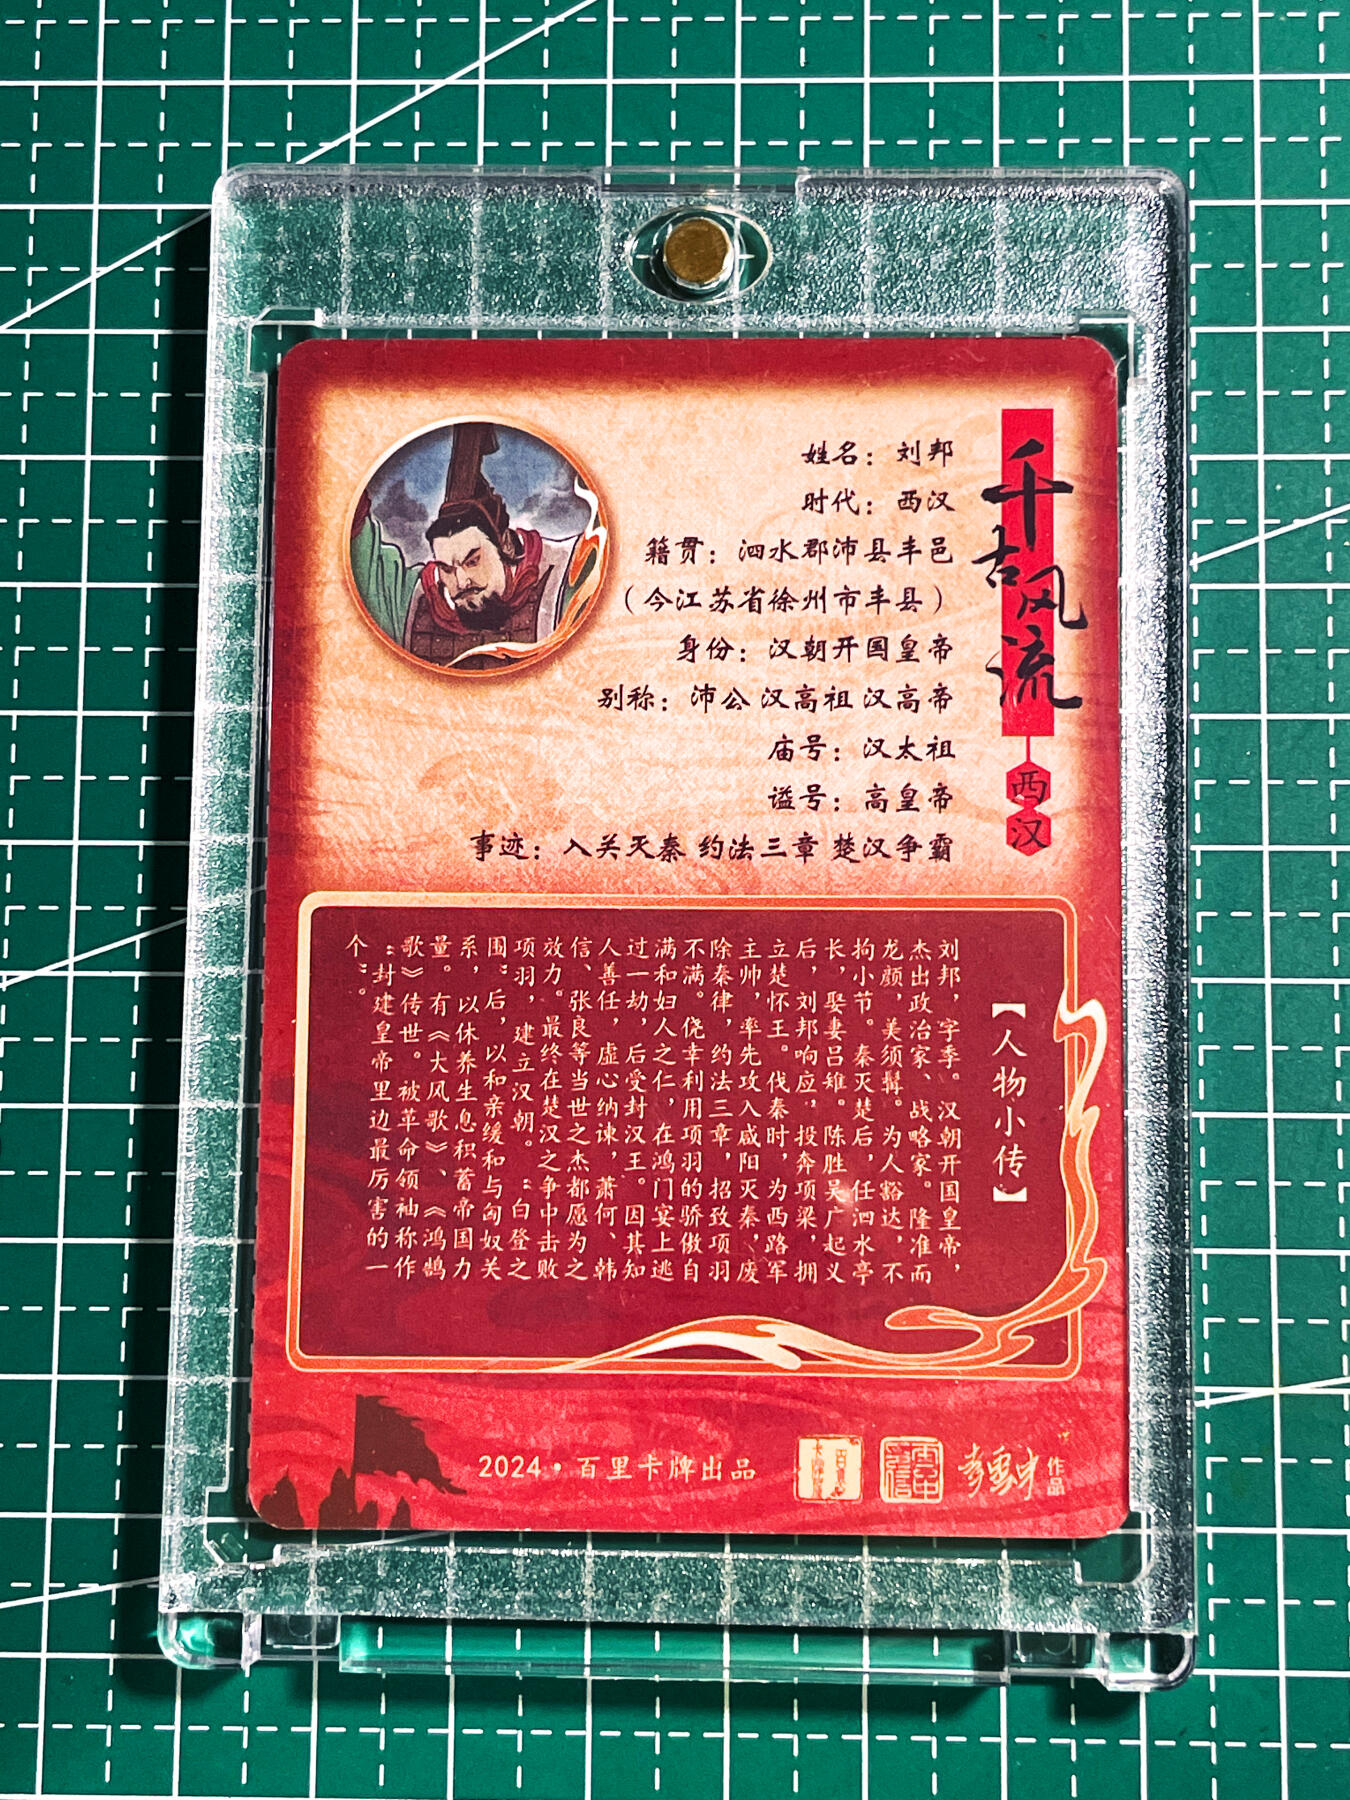 千古风流
西汉
姓名：刘邦
时代：西汉
籍贯：泗水郡沛县丰邑
（今江苏省徐州市丰县）
身份：汉朝开国皇帝
别称：沛公 汉高祖 汉高帝
庙号：汉太祖
谥号：高皇帝
事迹：入关灭秦 约法三章 楚汉争霸
【人物小传】
刘邦，字季。汉朝开国皇帝，
杰出政治家、战略家。隆准而
龙颜，美须髯。为人豁达，不
拘小节。秦灭楚后，任泗水亭
长，娶妻吕雉。陈胜吴广起义
后，刘邦响应，投奔项梁，拥
立楚怀王。伐秦时，为西路军
主帅，率先攻入咸阳灭秦，废
除秦律，约法三章，招致项羽
不满。侥幸利用项羽的骄傲自
满和妇人之仁，在鸿门宴上逃
过一劫，后受封汉王。因其知
人善任，虚心纳谏，萧何、韩
信、张良等当世之杰都愿为之
效力。最终在楚汉之争中击败
项羽，建立汉朝。“白登之
围”后，以和亲缓和与匈奴关
系，以休养生息积蓄帝国力
量。有《大风歌》、《鸿鹄
歌》传世。被革命领袖称作
“封建皇帝里边最厉害的一
个”。
2024·百里卡牌出品
李云中
作品